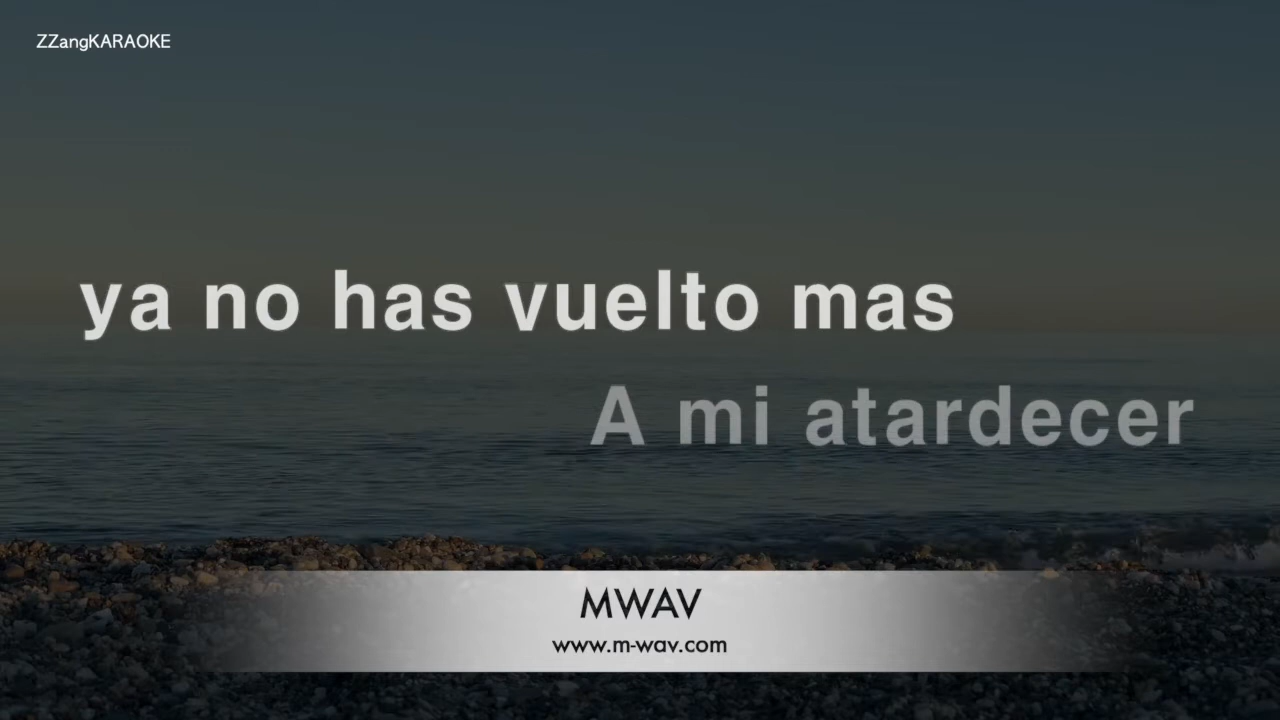 ZZangKARAOKE
ya no has vuelto mas
A mi atardecer
MWAV
www.m-wav.com